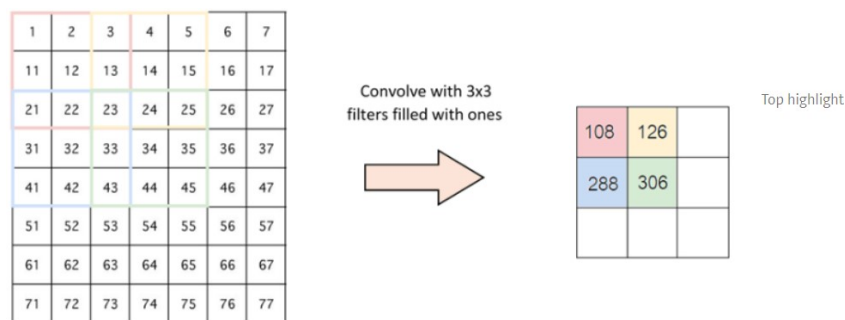 1 2 3 4 5 6 7
11 12 13 14 15 16 17
21 22 23 24 25 26 27
31 32 33 34 35 36 37
41 42 43 44 45 46 47
51 52 53 54 55 56 57
61 62 63 64 65 66 67
71 72 73 74 75 76 77
Convolve with 3x3
filters filled with ones
108 126
288 306
Top highlight